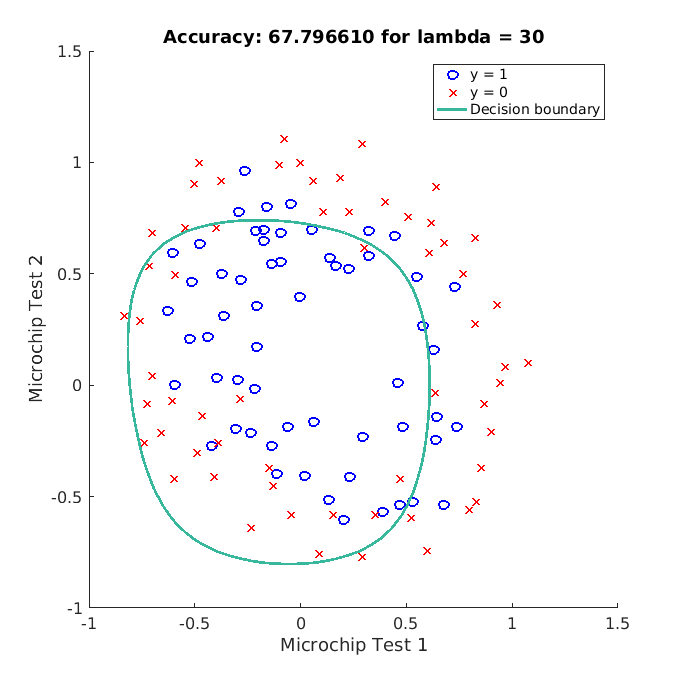 Accuracy: 67.796610 for lambda = 30
y = 1
y = 0
Decision boundary
1.5
1
0.5
0
-0.5
-1
Microchip Test 2
-1
-0.5
0
0.5
1
1.5
Microchip Test 1